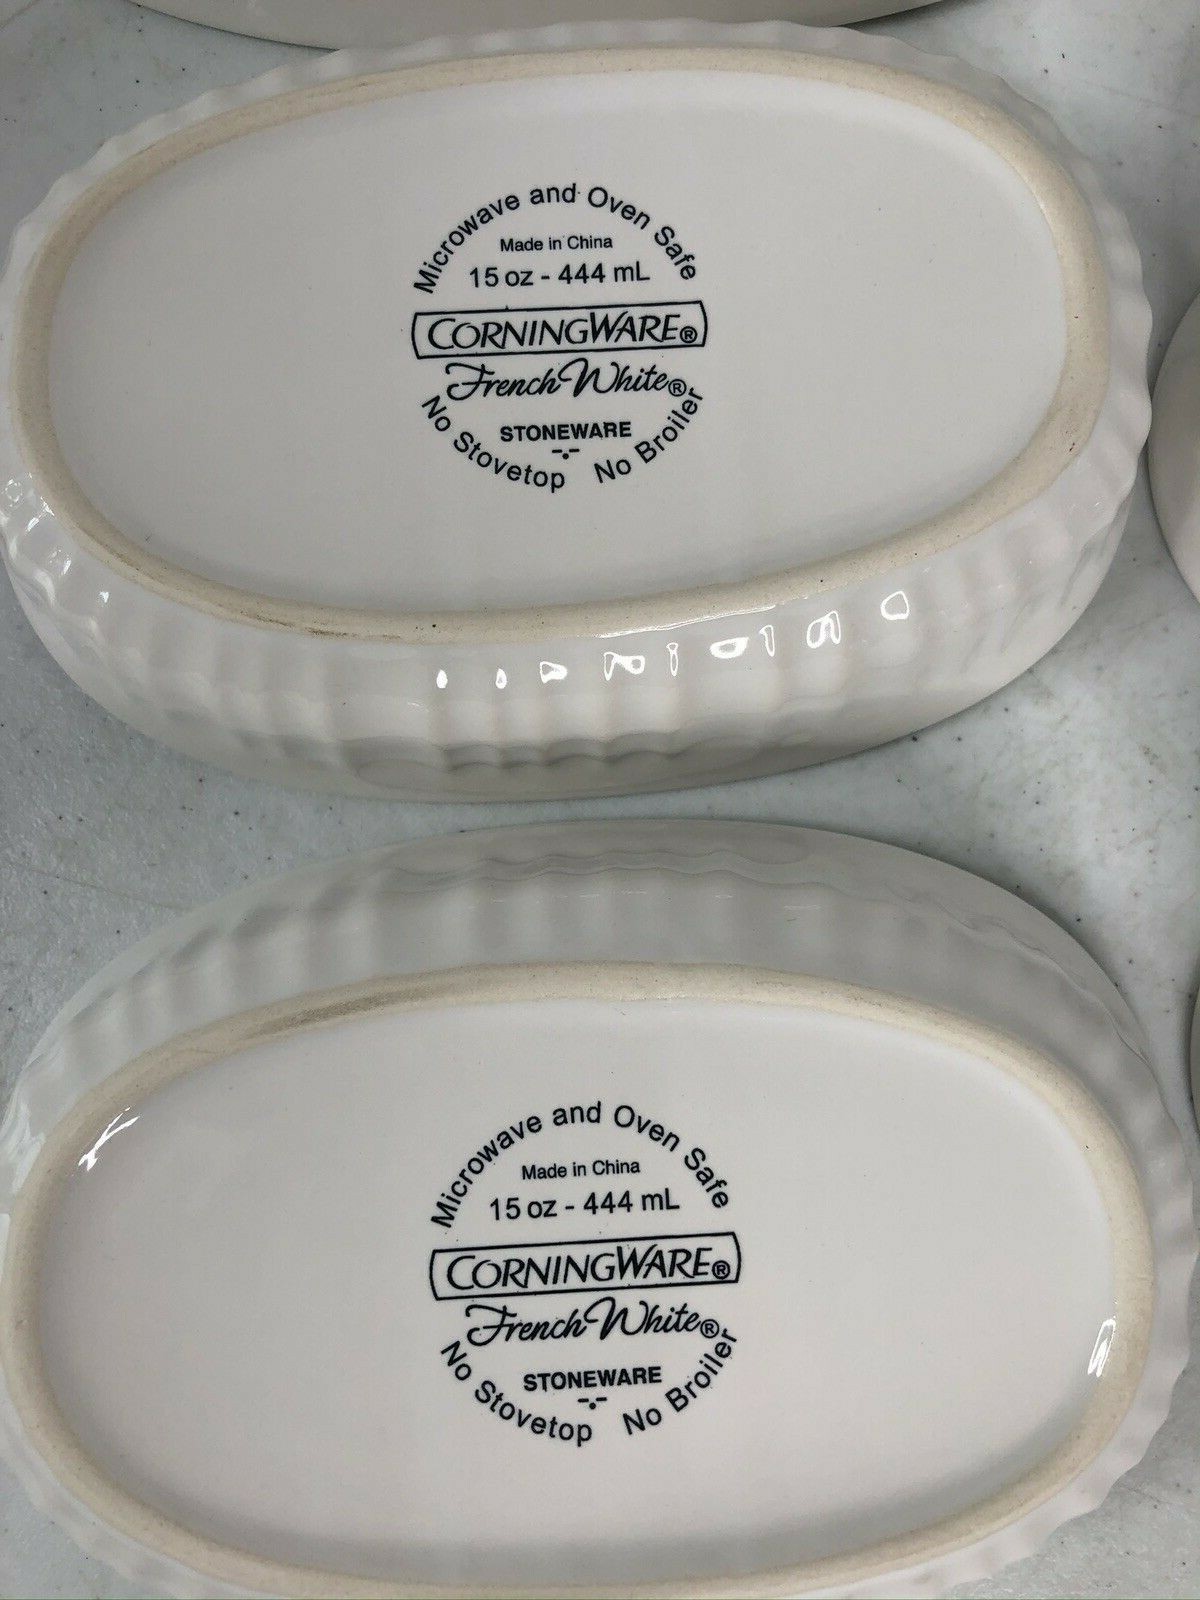 Microwave and Oven Safe
Made in China
15 oz - 444 mL
CORNINGWARE®
French White®
STONEWARE
No Stovetop No Broiler
Microwave and Oven Safe
Made in China
15 oz - 444 mL
CORNINGWARE®
French White®
STONEWARE
No Stovetop No Broiler